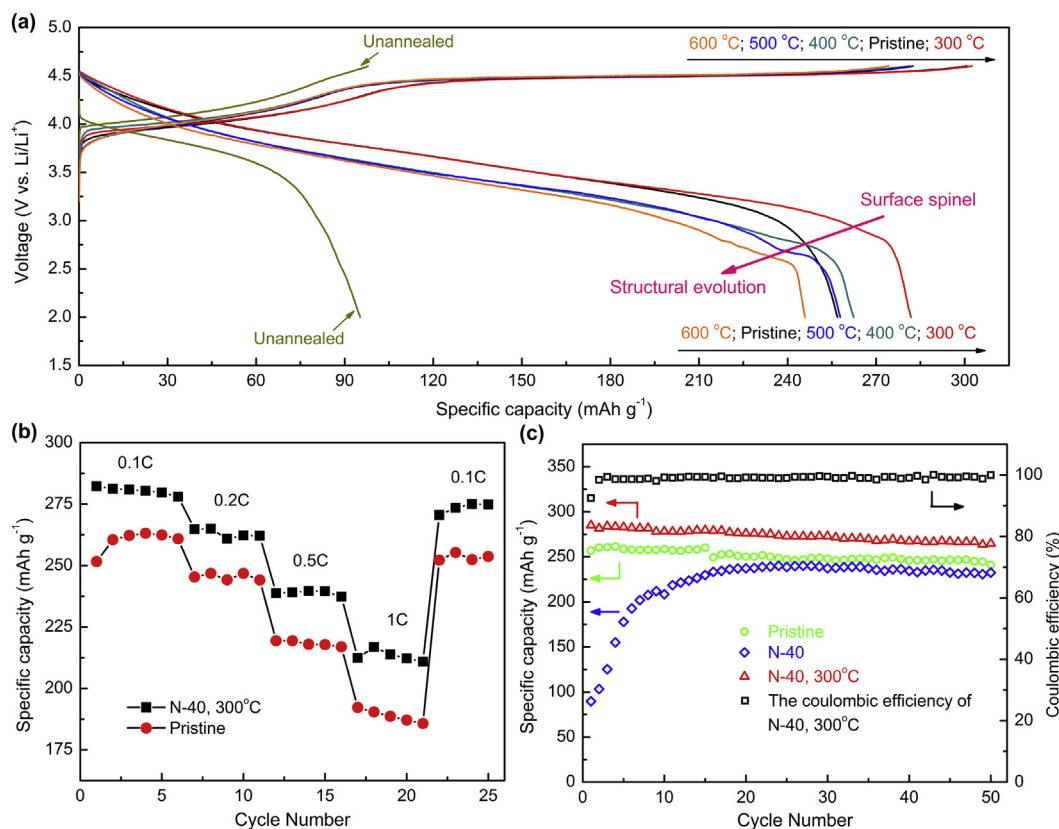 (a)
5.0
4.5
4.0
3.5
3.0
2.5
2.0
1.5
Voltage (V vs. Li/Li⁺)
Unannealed
600 °C; 500 °C; 400 °C; Pristine; 300 °C
Surface spinel
Structural evolution
Unannealed
600 °C; Pristine; 500 °C; 400 °C; 300 °C
0 30 60 90 120 150 180 210 240 270 300
Specific capacity (mAh g⁻¹)
(b)
300
275
250
225
200
175
Specific capacity (mAh g⁻¹)
0.1C
0.2C
0.5C
1C
0.1C
N-40, 300°C
Pristine
0 5 10 15 20 25
Cycle Number
(c)
350
300
250
225
175
125
75
50
0
Specific capacity (mAh g⁻¹)
Pristine
N-40
N-40, 300°C
The coulombic efficiency of
N-40, 300°C
100
80
60
40
20
0
Coulombic efficiency (%)
0 10 20 30 40 50
Cycle Number